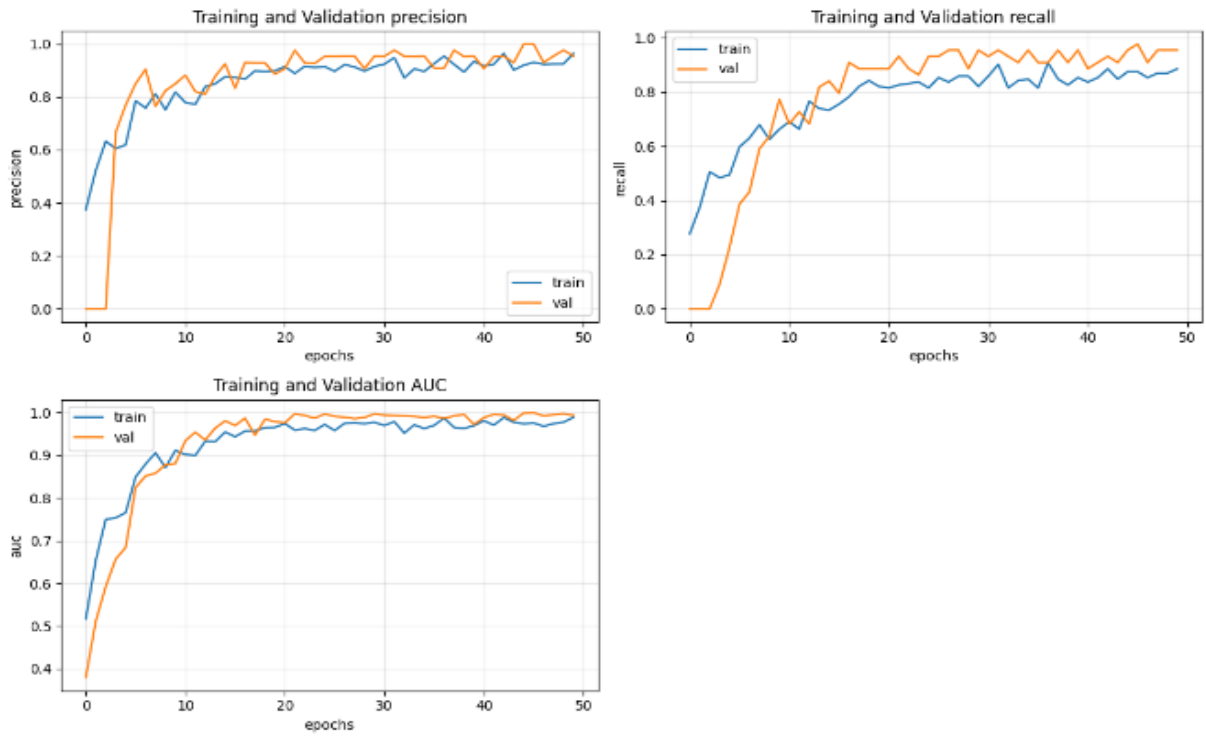 Training and Validation precision
1.0
0.8
0.6
0.4
0.2
0.0
precision
train
val
0 10 20 30 40 50
epochs
Training and Validation recall
1.0
0.8
0.6
0.4
0.2
0.0
recall
train
val
0 10 20 30 40 50
epochs
Training and Validation AUC
1.0
0.9
0.8
0.7
0.6
0.5
0.4
auc
train
val
0 10 20 30 40 50
epochs